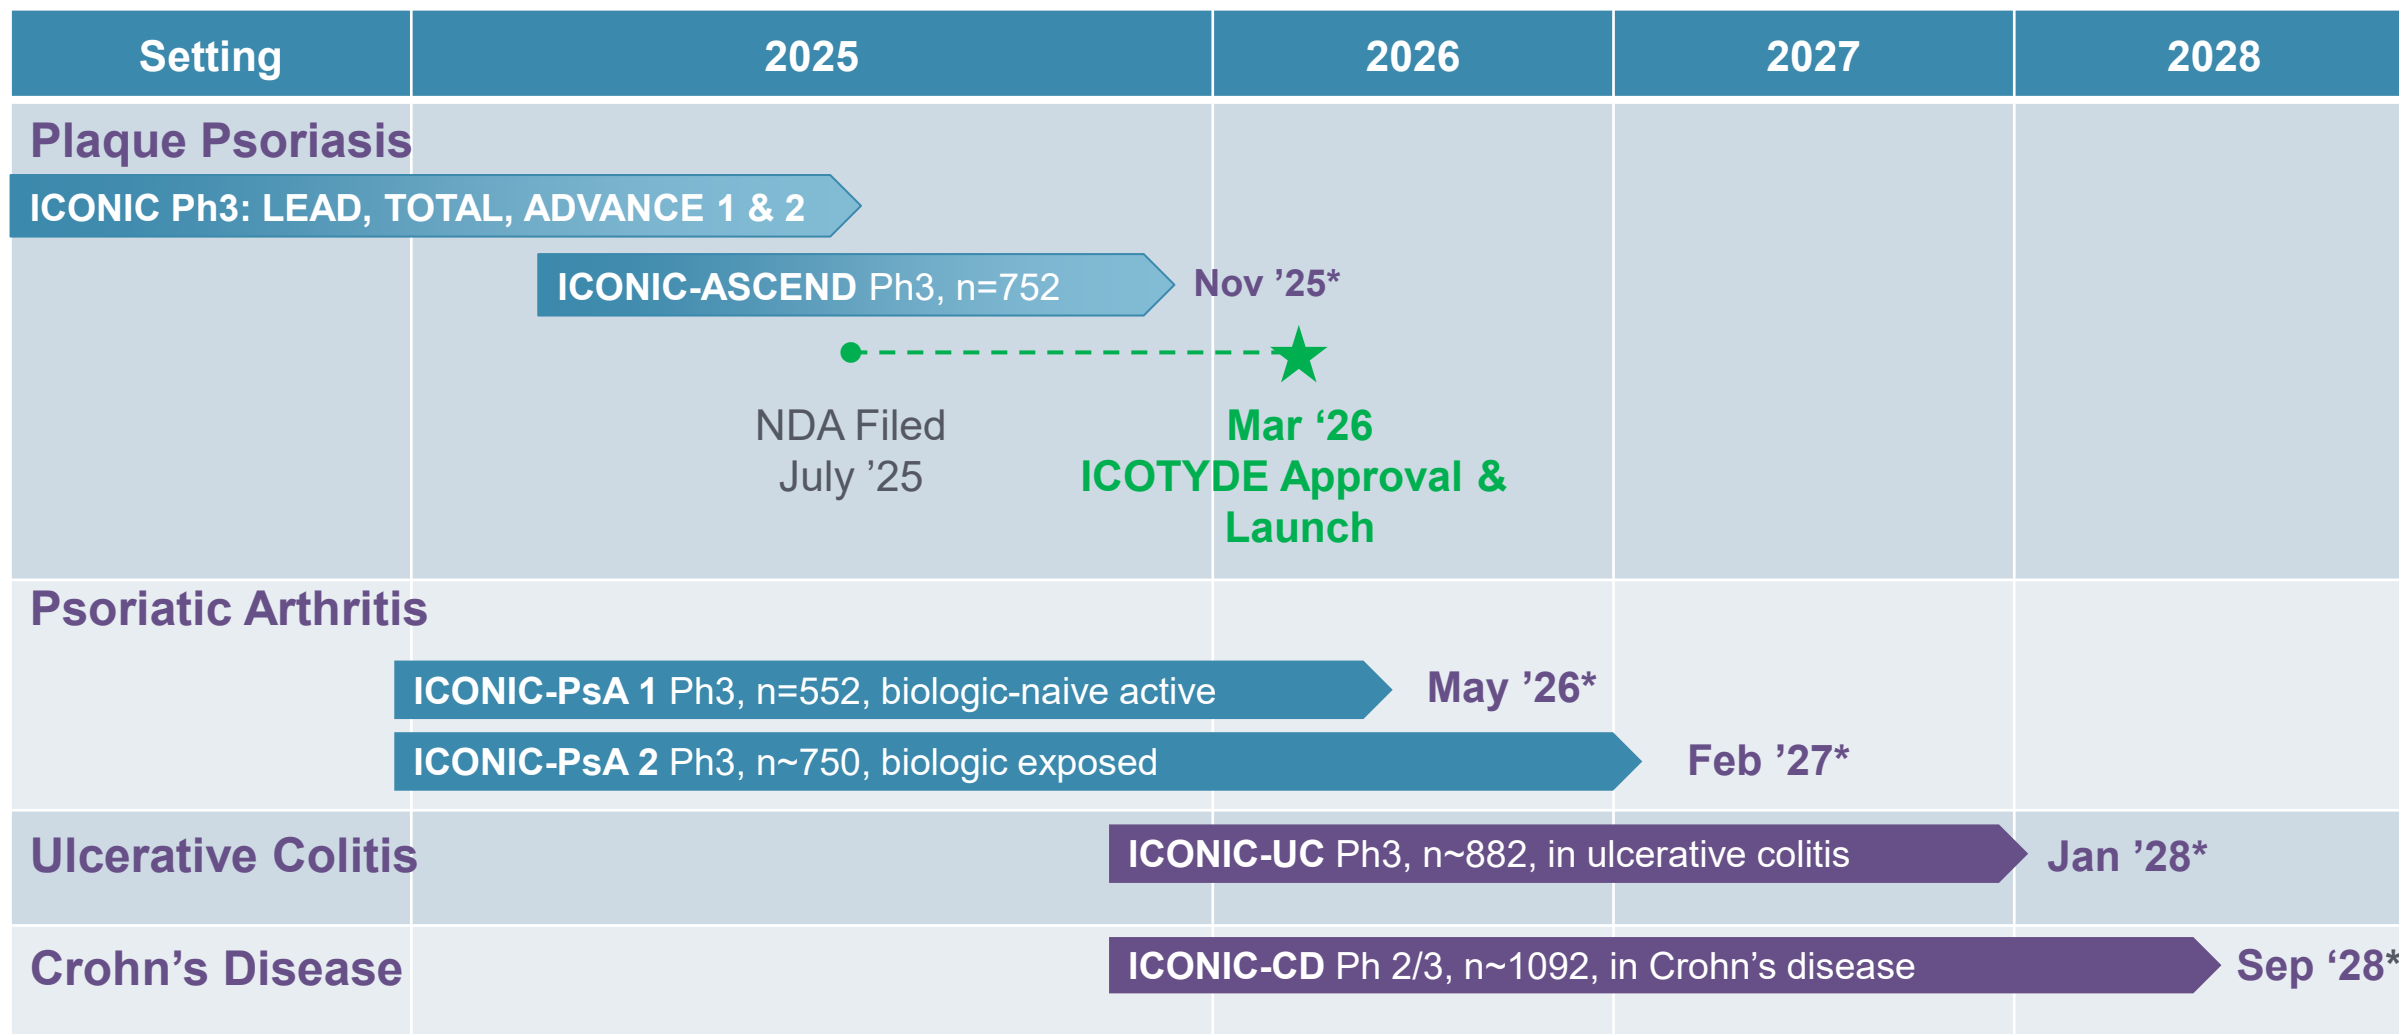 Setting 2025 2026 2027 2028
Plaque Psoriasis
ICONIC Ph3: LEAD, TOTAL, ADVANCE 1 & 2
ICONIC-ASCEND Ph3, n=752 Nov ’25*
NDA Filed
July ’25
Mar ‘26
ICOTYDE Approval &
Launch
Psoriatic Arthritis
ICONIC-PsA 1 Ph3, n=552, biologic-naive active May ’26*
ICONIC-PsA 2 Ph3, n~750, biologic exposed Feb ’27*
Ulcerative Colitis
ICONIC-UC Ph3, n~882, in ulcerative colitis Jan ’28*
Crohn’s Disease
ICONIC-CD Ph 2/3, n~1092, in Crohn’s disease Sep ‘28*